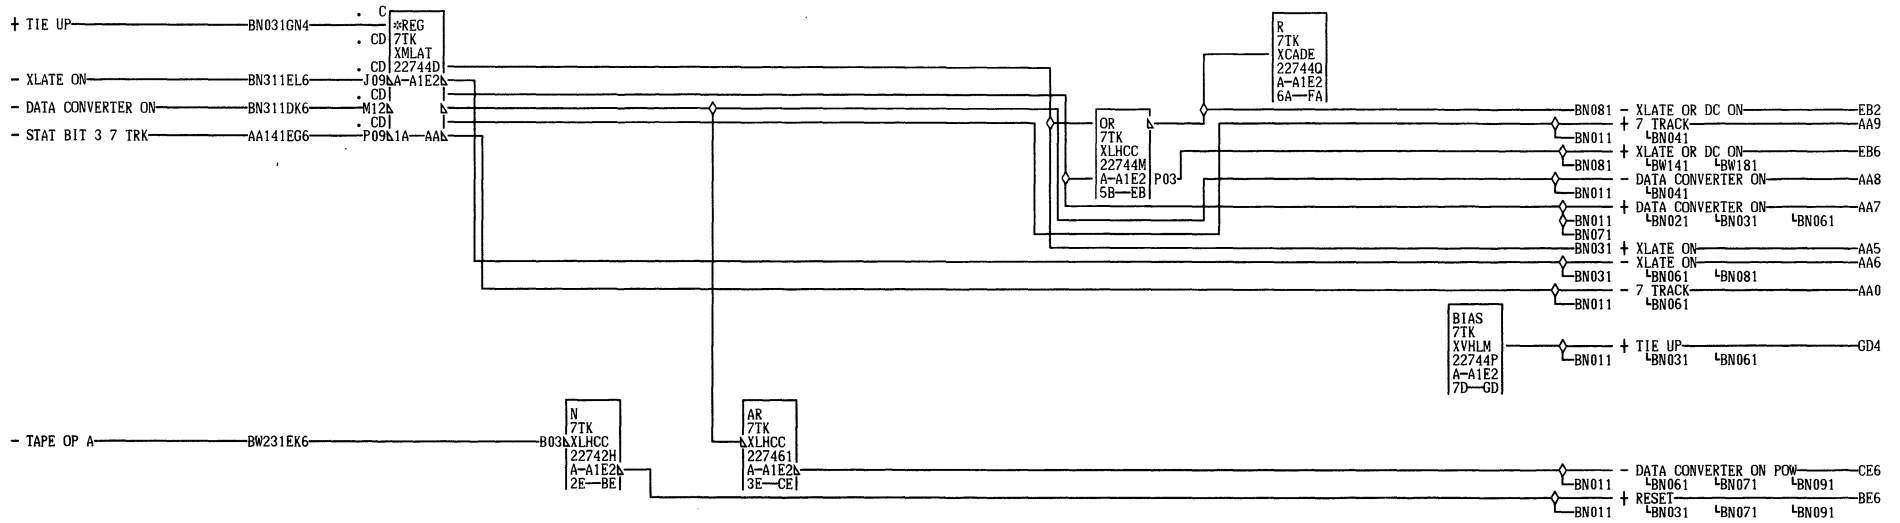 C
+ TIE UP BN031GN4
*REG
7TK
XMLAT
22744D
A-A1E2
1A AA
CD
CD
CD
CD
- XLATE ON BN311EL6 J09
- DATA CONVERTER ON BN311DK6 M12
- STAT BIT 3 7 TRK AA141EG6 P09
R
7TK
XCADE
22744Q
A-A1E2
6A FA
OR
7TK
XLHCC
22744M
A-A1E2 P03
5B EB
BN081 - XLATE OR DC ON EB2
+ 7 TRACK AA9
BN011 BN041
+ XLATE OR DC ON EB6
BN081 BW141 BW181
- DATA CONVERTER ON AA8
BN011 BN041
+ DATA CONVERTER ON AA7
BN011 BN021 BN031 BN061
BN071
BN031 + XLATE ON AA5
- XLATE ON AA6
BN031 BN061 BN081
- 7 TRACK AA0
BN011 BN061
BIAS
7TK
XVHLM
22744P
A-A1E2
7D GD
+ TIE UP GD4
BN011 BN031 BN061
- TAPE OP A BW231EK6 B03
N
7TK
XLHCC
22742H
A-A1E2
2E BE
AR
7TK
XLHCC
227461
A-A1E2
3E CE
- DATA CONVERTER ON POW CE6
BN011 BN061 BN071 BN091
+ RESET BE6
BN011 BN031 BN071 BN091